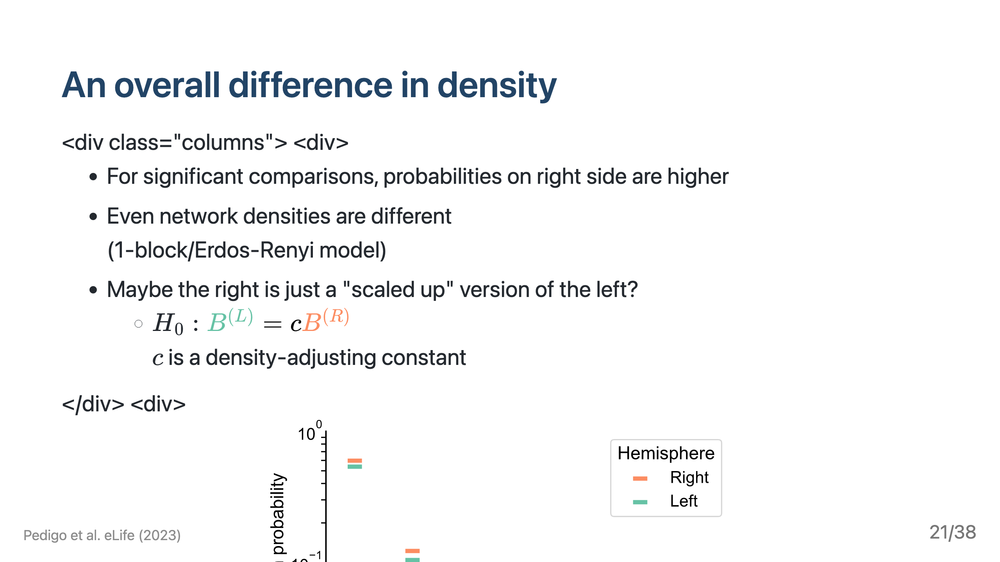 An overall difference in density
<div class="columns"> <div>
• For significant comparisons, probabilities on right side are higher
• Even network densities are different
(1-block/Erdos-Renyi model)
• Maybe the right is just a "scaled up" version of the left?
○ H₀ : B⁽ᴸ⁾ = cB⁽ᴿ⁾
c is a density-adjusting constant
</div> <div>
10⁰
Hemisphere
Right
Left
probability
10⁻¹
Pedigo et al. eLife (2023)
21/38